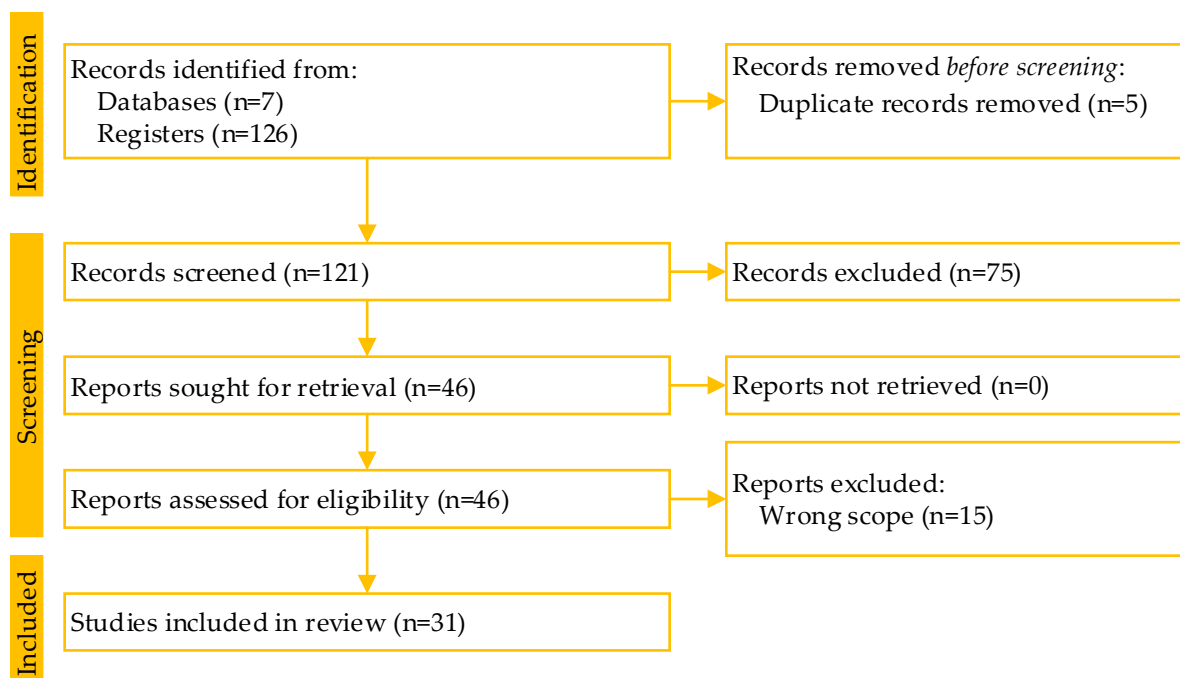 Identification
Records identified from:
Databases (n=7)
Registers (n=126)
Records removed before screening:
Duplicate records removed (n=5)
Screening
Records screened (n=121)
Records excluded (n=75)
Reports sought for retrieval (n=46)
Reports not retrieved (n=0)
Reports assessed for eligibility (n=46)
Reports excluded:
Wrong scope (n=15)
Included
Studies included in review (n=31)